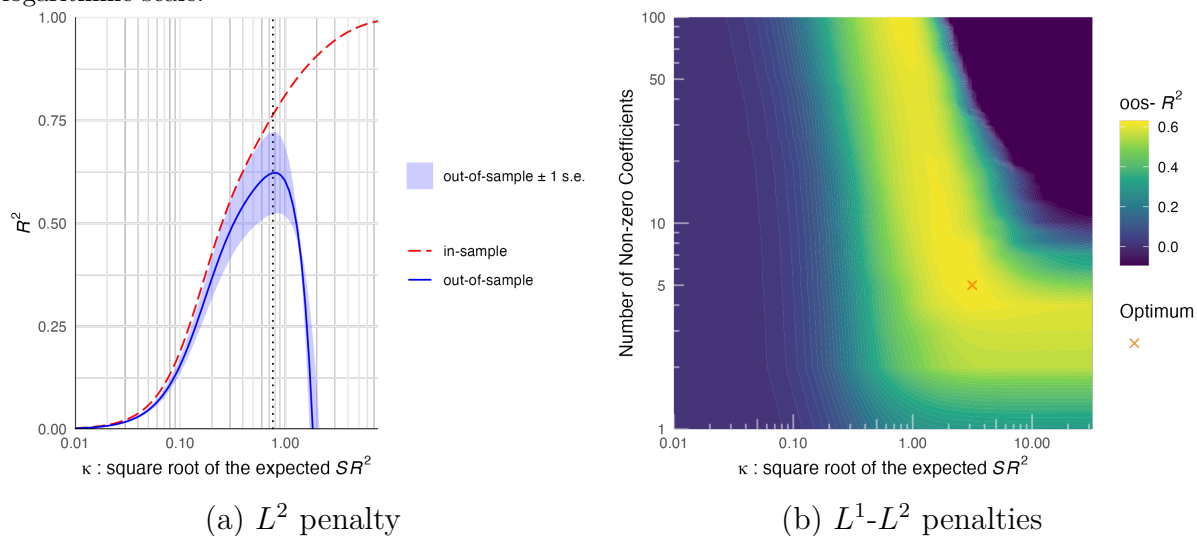 logarithmic scale.
1.00
0.75
0.50
0.25
0.00
R²
0.01
0.10
1.00
κ : square root of the expected SR²
out-of-sample ± 1 s.e.
in-sample
out-of-sample
(a) L² penalty
100
50
10
5
1
Number of Non-zero Coefficients
0.01
0.10
1.00
10.00
κ : square root of the expected SR²
oos- R²
0.6
0.4
0.2
0.0
Optimum
(b) L¹-L² penalties